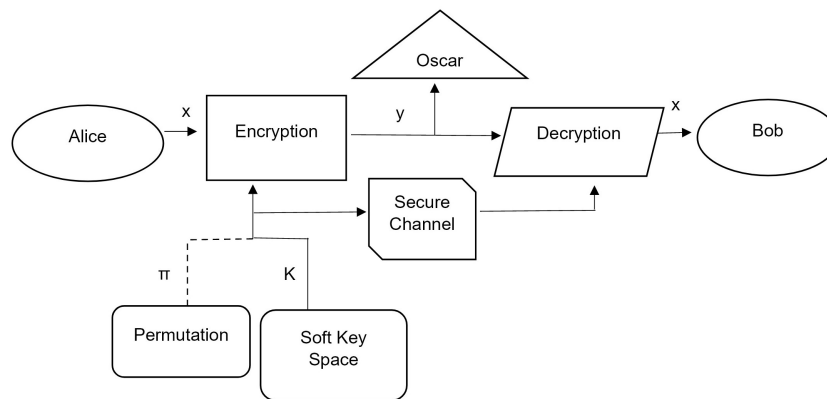 Oscar
Alice
x
Encryption
y
Decryption
x
Bob
Secure
Channel
π
K
Permutation
Soft Key
Space